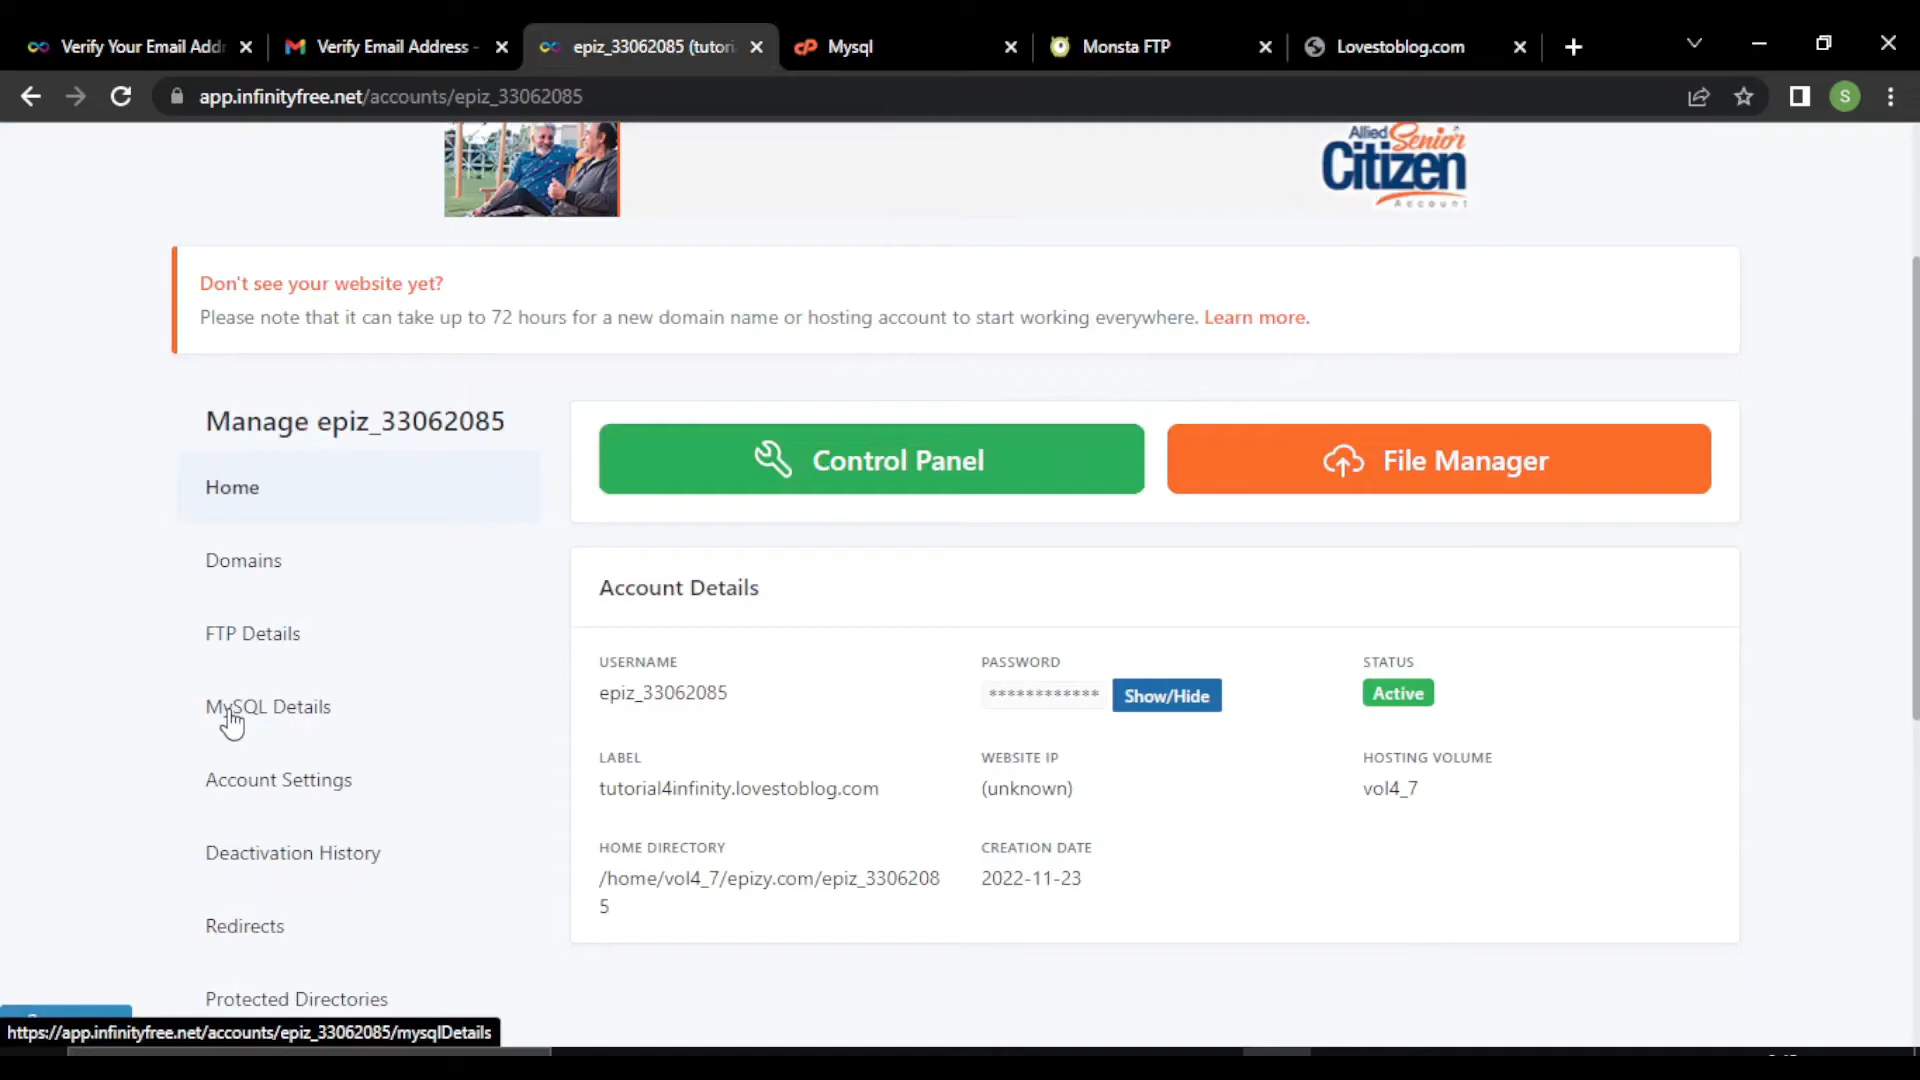 Verify Your Email Addr
Verify Email Address -
epiz_33062085 (tutori
Mysql
Monsta FTP
Lovestoblog.com
app.infinityfree.net/accounts/epiz_33062085
S
Allied Senior
Citizen
Account
Don't see your website yet?
Please note that it can take up to 72 hours for a new domain name or hosting account to start working everywhere. Learn more.
Manage epiz_33062085
Home
Domains
FTP Details
MySQL Details
Account Settings
Deactivation History
Redirects
Protected Directories
Control Panel
File Manager
Account Details
USERNAME
epiz_33062085
PASSWORD
************ Show/Hide
STATUS
Active
LABEL
tutorial4infinity.lovestoblog.com
WEBSITE IP
(unknown)
HOSTING VOLUME
vol4_7
HOME DIRECTORY
/home/vol4_7/epizy.com/epiz_3306208
5
CREATION DATE
2022-11-23
https://app.infinityfree.net/accounts/epiz_33062085/mysqlDetails